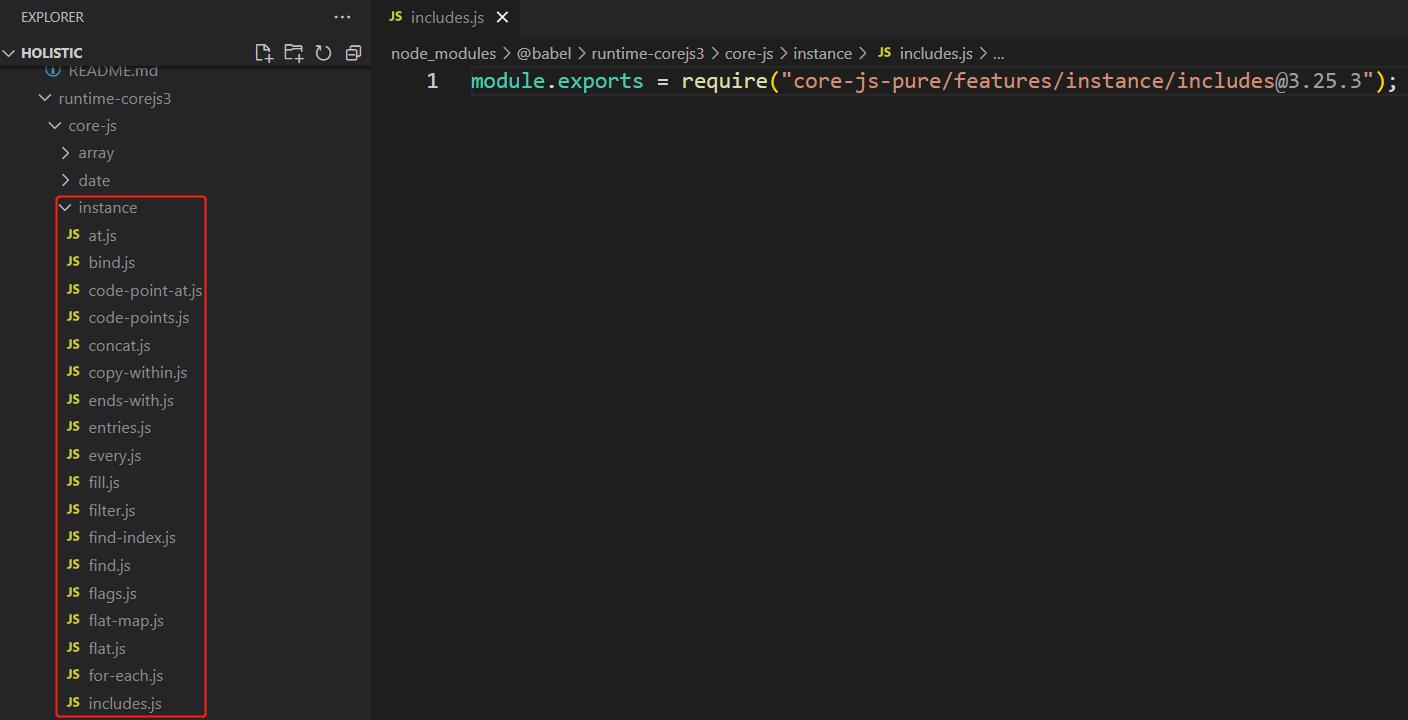 EXPLORER
HOLISTIC
README.md
runtime-corejs3
core-js
array
date
instance
JS at.js
JS bind.js
JS code-point-at.js
JS code-points.js
JS concat.js
JS copy-within.js
JS ends-with.js
JS entries.js
JS every.js
JS fill.js
JS filter.js
JS find-index.js
JS find.js
JS flags.js
JS flat-map.js
JS flat.js
JS for-each.js
JS includes.js
JS includes.js
node_modules > @babel > runtime-corejs3 > core-js > instance > JS includes.js > ...
1 module.exports = require("core-js-pure/features/instance/includes@3.25.3");